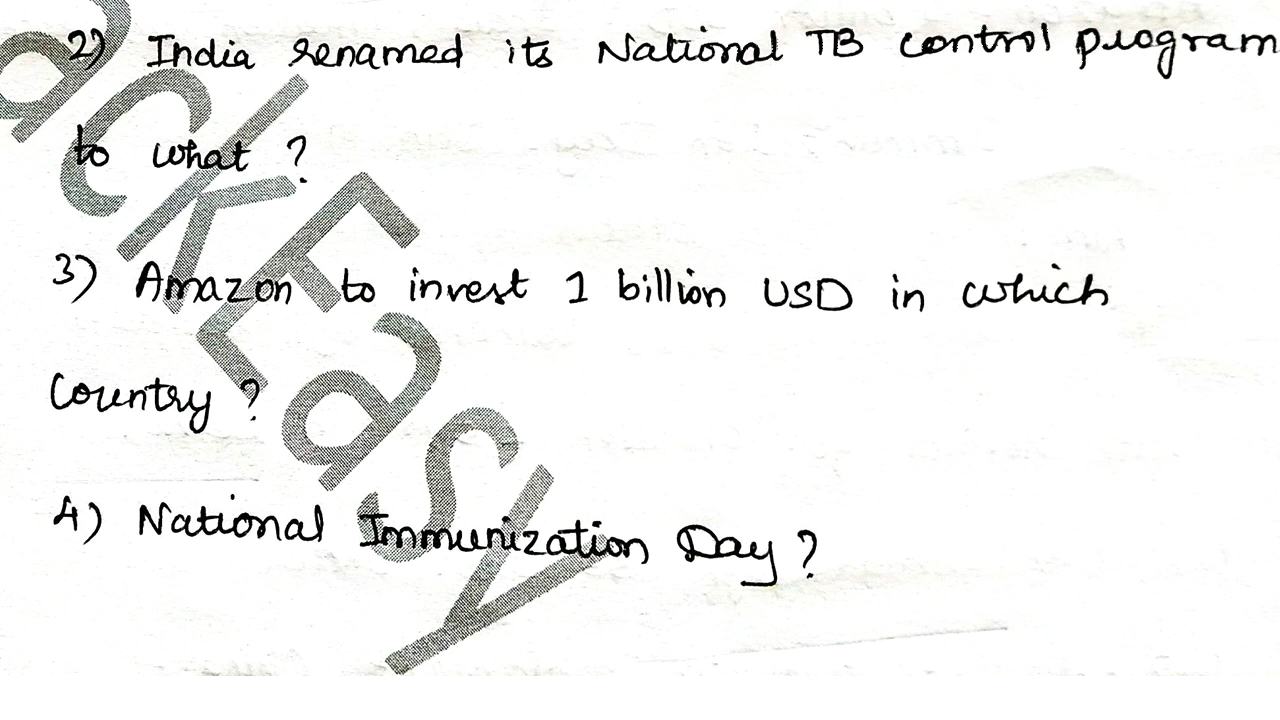 2) India renamed its National TB control program
to what ?
3) Amazon to invest 1 billion USD in which
Country ?
4) National Immunization Day ?
ackEasy